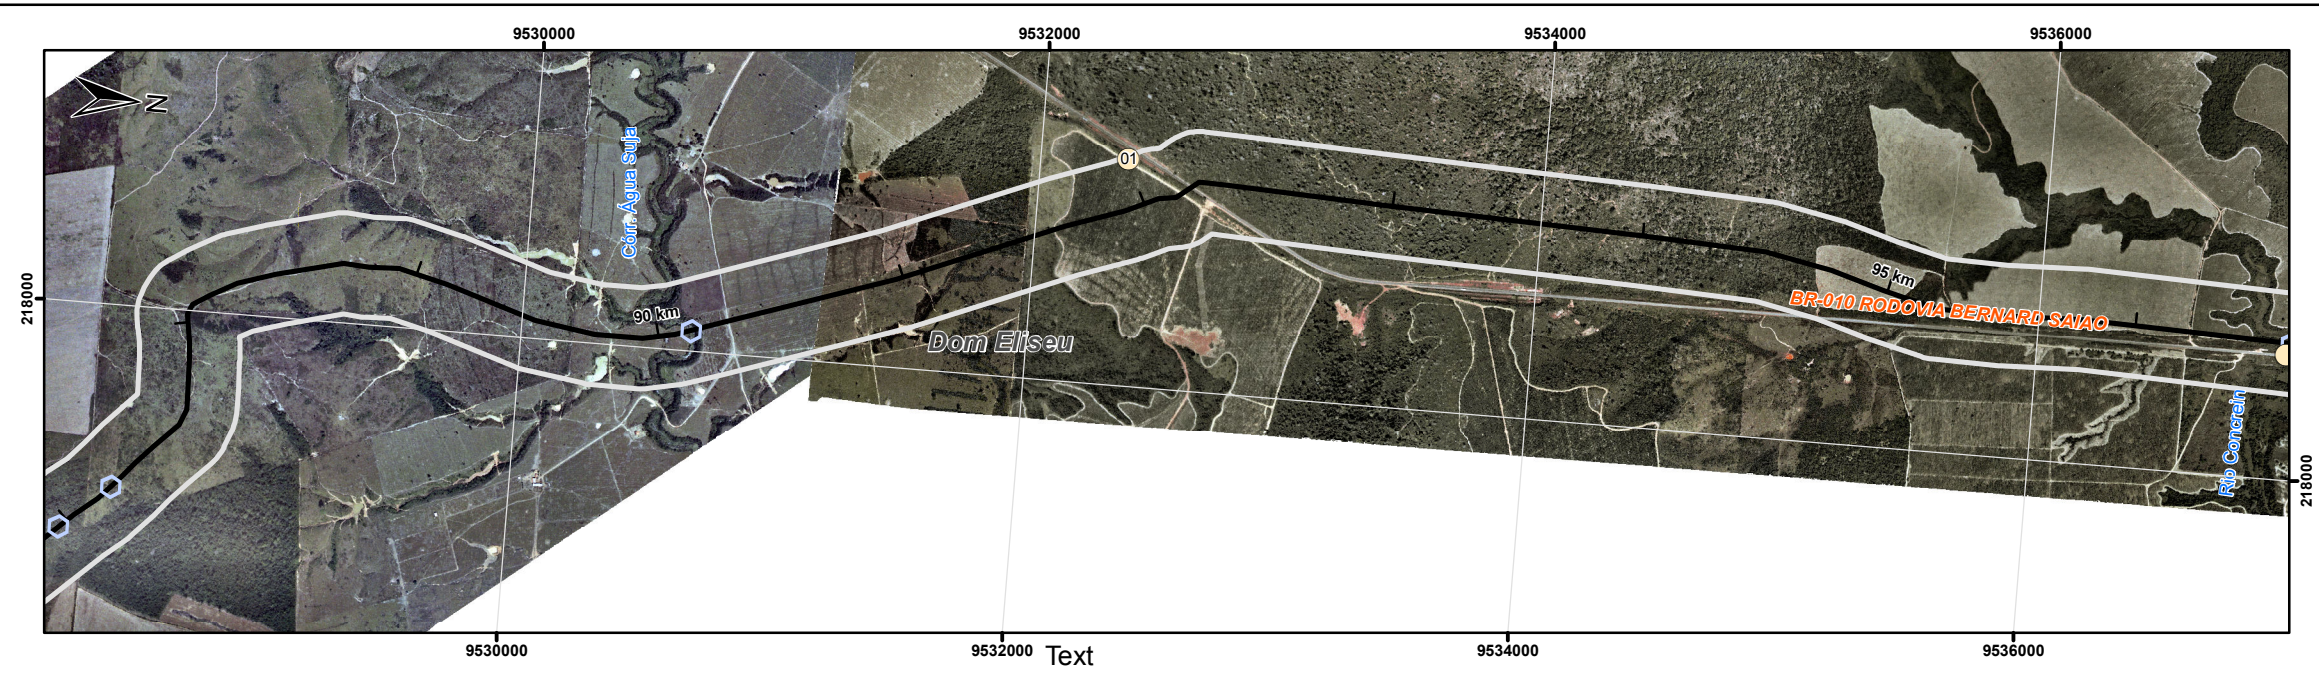 9530000 9532000 9534000 9536000
N
Córr. Água Suja
01
218000
90 km
95 km
BR-010 RODOVIA BERNARD SAIAO
Dom Eliseu
Rio Concrein
218000
9530000 9532000 9534000 9536000
Text